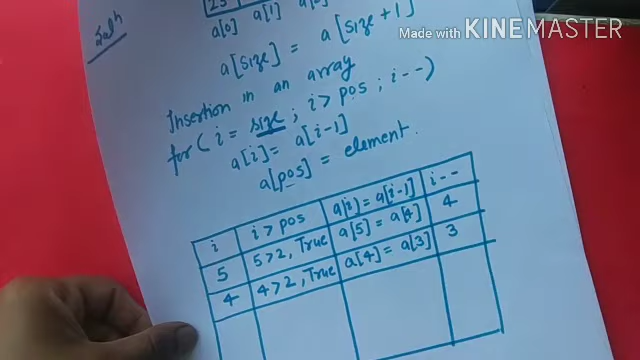 Made with KINEMASTER
a[0] a[1]
a[size] = a[size+1]
Insertion in an array
for( i = size ; i > pos ; i--)
a[i] = a[i-1]
a[pos] = element.
i | i > pos | a[i] = a[i-1] | i--
5 | 5>2, True | a[5] = a[4] | 4
4 | 4>2, True | a[4] = a[3] | 3